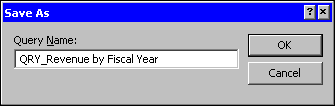 Save As
Query Name:
QRY_Revenue by Fiscal Year
OK
Cancel